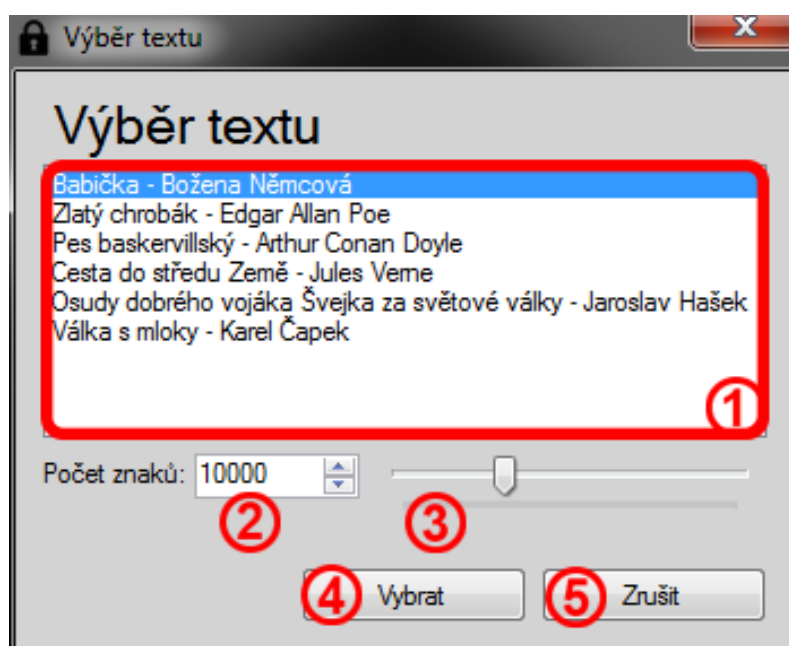 Výběr textu
Výběr textu
Babička - Božena Němcová
Zlatý chrobák - Edgar Allan Poe
Pes baskervillský - Arthur Conan Doyle
Cesta do středu Země - Jules Verne
Osudy dobrého vojáka Švejka za světové války - Jaroslav Hašek
Válka s mloky - Karel Čapek
1
Počet znaků: 10000
2 3
4 Vybrat 5 Zrušit